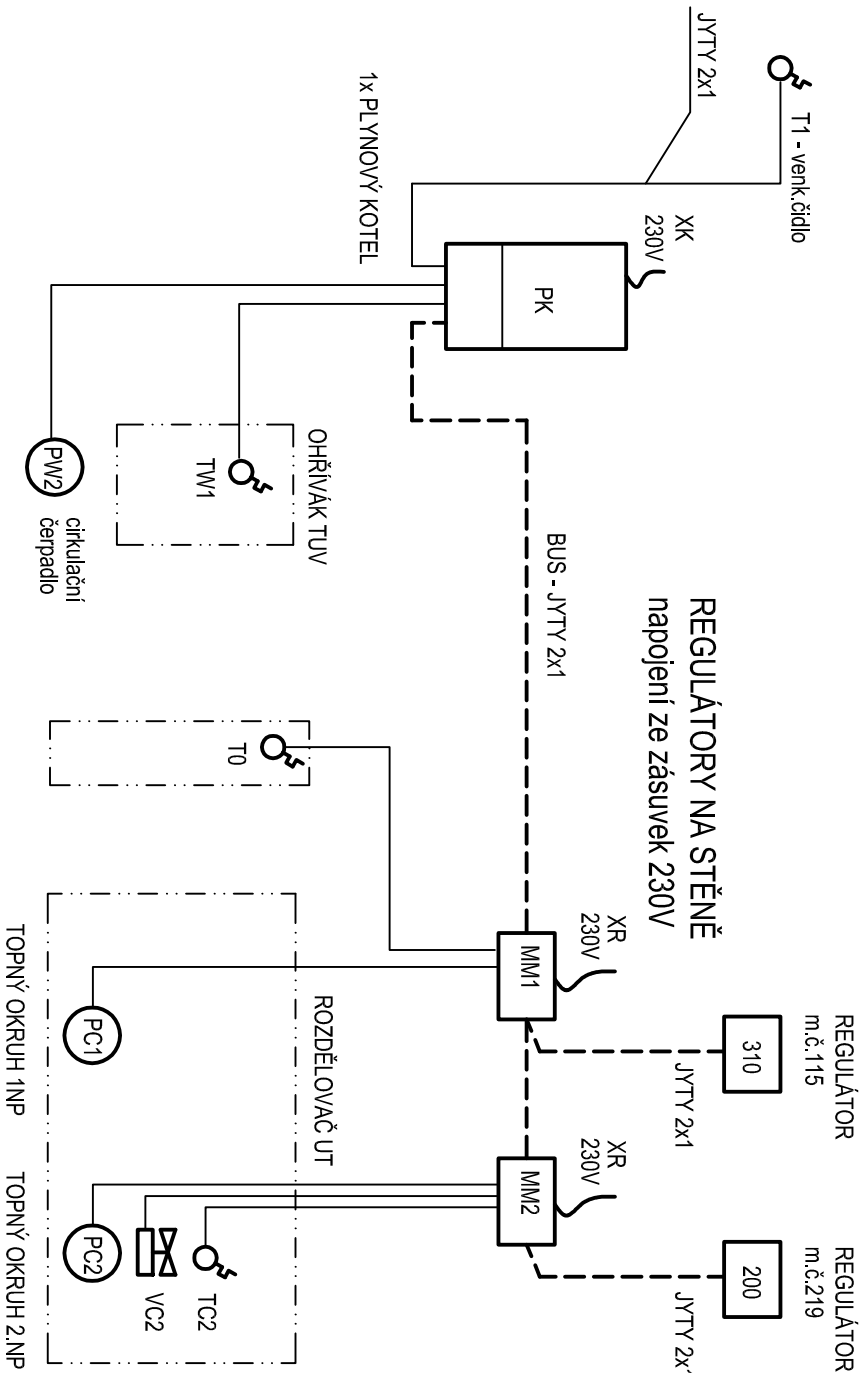 REGULÁTORY NA STĚNĚ
napojení ze zásuvek 230V
T1 - venk.čidlo
JYTY 2x1
1x PLYNOVÝ KOTEL
XK
230V
PK
BUS - JYTY 2x1
OHŘÍVÁK TUV
TW1
PW2
cirkulační
čerpadlo
T0
XR
230V
MM1
REGULÁTOR
m.č.115
310
JYTY 2x1
XR
230V
MM2
REGULÁTOR
m.č.219
200
JYTY 2x1
ROZDĚLOVAČ UT
PC1
TC2
VC2
PC2
TOPNÝ OKRUH 1NP
TOPNÝ OKRUH 2.NP